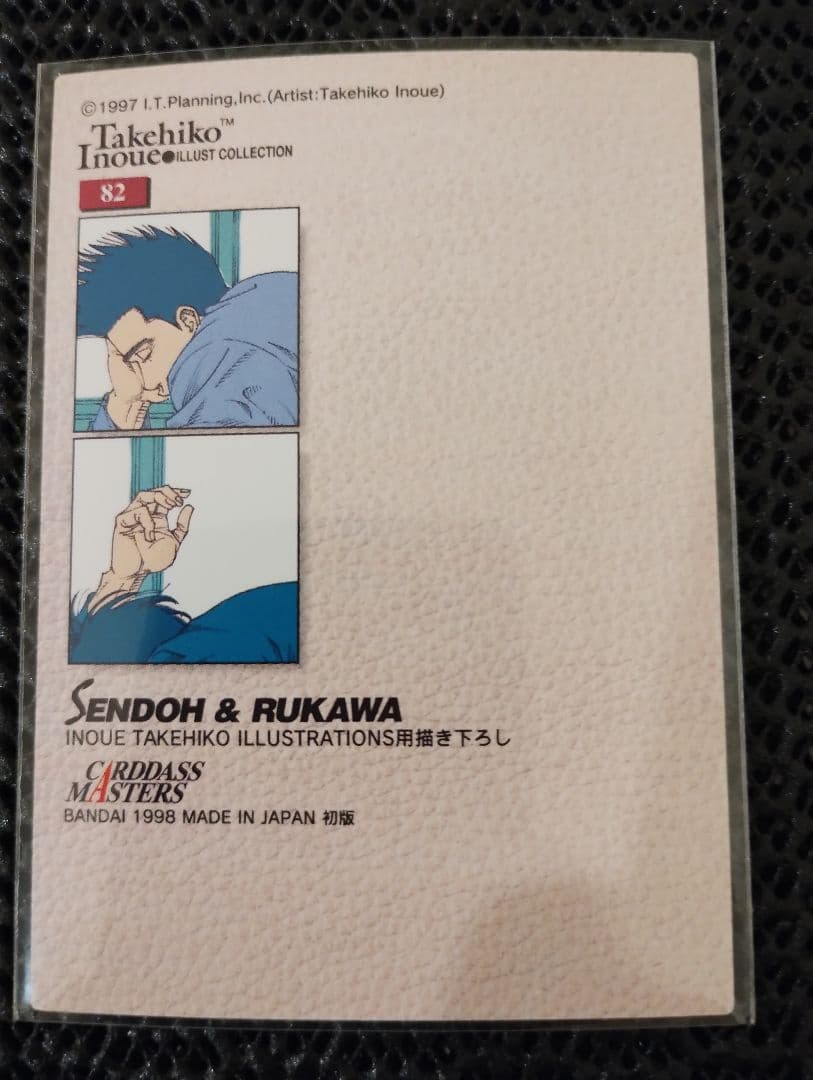 ©1997 I.T.Planning,Inc.(Artist:Takehiko Inoue)
Takehiko™
Inoue●ILLUST COLLECTION
82
SENDOH & RUKAWA
INOUE TAKEHIKO ILLUSTRATIONS用描き下ろし
CARDDASS
MASTERS
BANDAI 1998 MADE IN JAPAN 初版